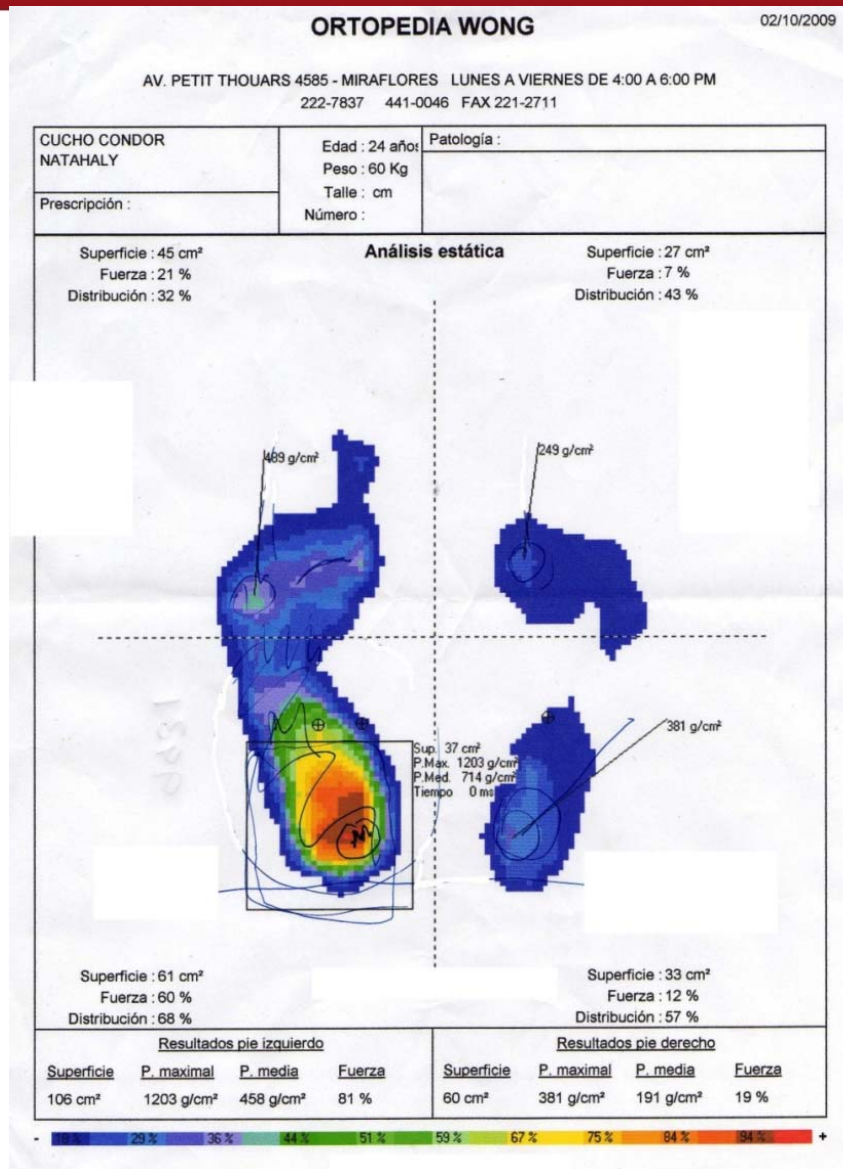 ORTOPEDIA WONG
02/10/2009
AV. PETIT THOUARS 4585 - MIRAFLORES LUNES A VIERNES DE 4:00 A 6:00 PM
222-7837 441-0046 FAX 221-2711
CUCHO CONDOR
NATAHALY
Prescripción :
Edad : 24 años
Peso : 60 Kg
Talle : cm
Número :
Patología :
Superficie : 45 cm²
Fuerza : 21 %
Distribución : 32 %
Análisis estática
Superficie : 27 cm²
Fuerza : 7 %
Distribución : 43 %
489 g/cm²
249 g/cm²
381 g/cm²
Sup. 37 cm²
P.Max. 1203 g/cm²
P.Med. 714 g/cm²
Tiempo 0 ms
M
Superficie : 61 cm²
Fuerza : 60 %
Distribución : 68 %
Superficie : 33 cm²
Fuerza : 12 %
Distribución : 57 %
Resultados pie izquierdo
Superficie P. maximal P. media Fuerza
106 cm² 1203 g/cm² 458 g/cm² 81 %
Resultados pie derecho
Superficie P. maximal P. media Fuerza
60 cm² 381 g/cm² 191 g/cm² 19 %
- 18 % 29 % 36 % 44 % 51 % 59 % 67 % 75 % 84 % 94 % +